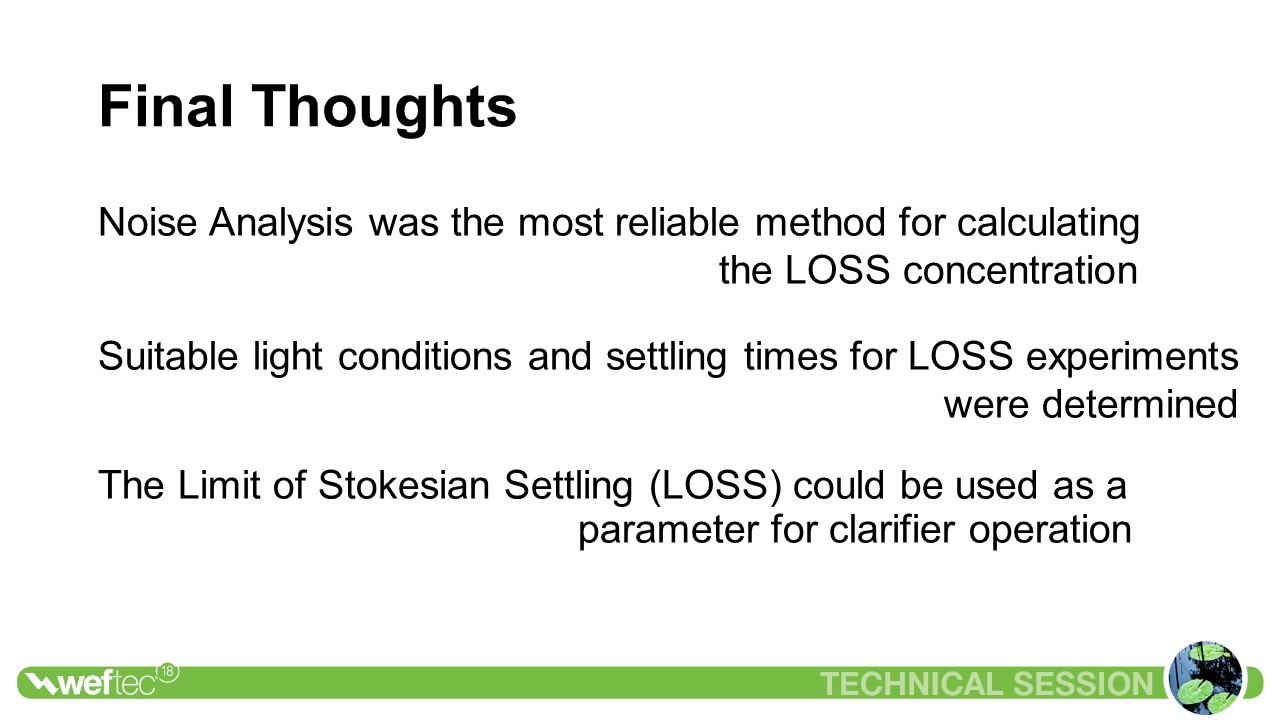 Final Thoughts
Noise Analysis was the most reliable method for calculating
the LOSS concentration
Suitable light conditions and settling times for LOSS experiments
were determined
The Limit of Stokesian Settling (LOSS) could be used as a
parameter for clarifier operation
weftec 18
TECHNICAL SESSION